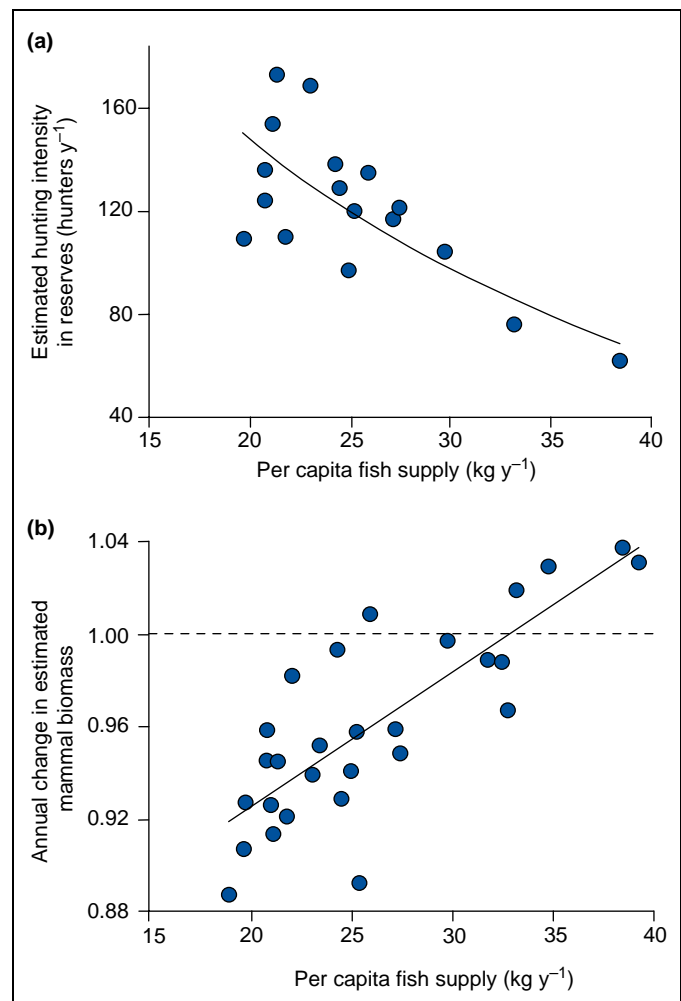 (a)
Estimated hunting intensity
in reserves (hunters y⁻¹)
160
120
80
40
15 20 25 30 35 40
Per capita fish supply (kg y⁻¹)
(b)
Annual change in estimated
mammal biomass
1.04
1.00
0.96
0.92
0.88
15 20 25 30 35 40
Per capita fish supply (kg y⁻¹)